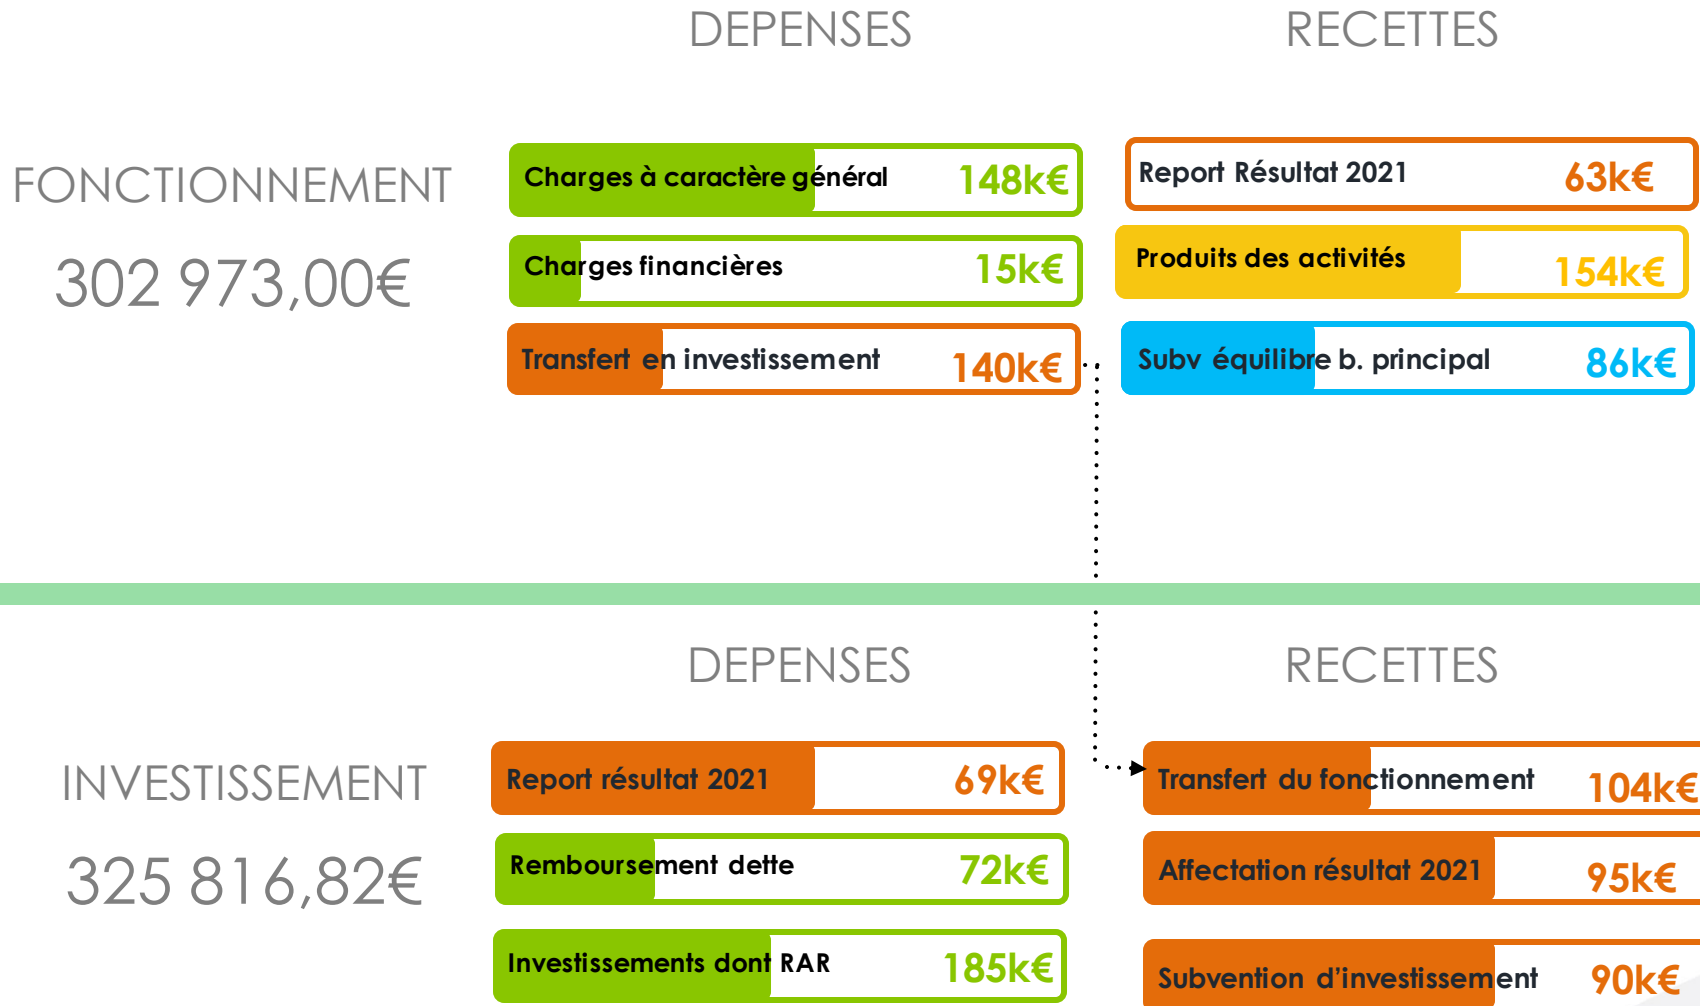 DEPENSES
RECETTES
FONCTIONNEMENT
302 973,00€
Charges à caractère général 148k€
Charges financières 15k€
Transfert en investissement 140k€
Report Résultat 2021 63k€
Produits des activités 154k€
Subv équilibre b. principal 86k€
DEPENSES
RECETTES
INVESTISSEMENT
325 816,82€
Report résultat 2021 69k€
Remboursement dette 72k€
Investissements dont RAR 185k€
Transfert du fonctionnement 104k€
Affectation résultat 2021 95k€
Subvention d’investissement 90k€